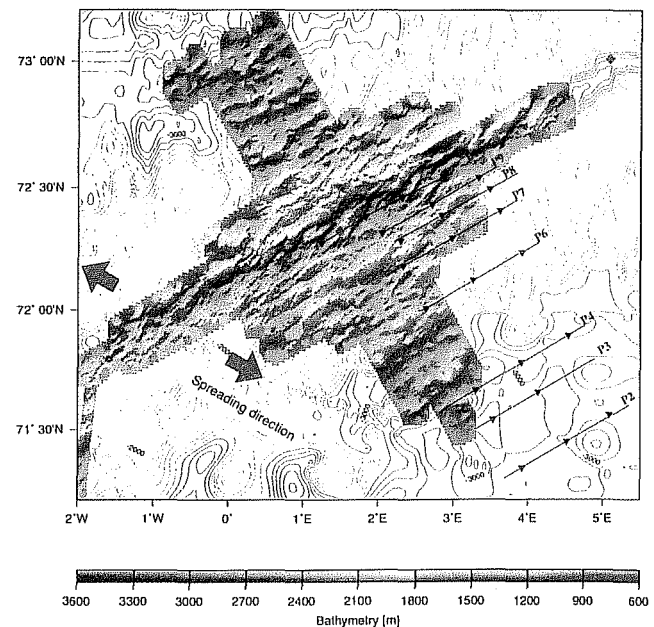 73° 00'N
72° 30'N
72° 00'N
71° 30'N
P9
P8
P7
P6
P4
P3
P2
Spreading direction
-3000
-2000
-3000
-3000
2°W
1°W
0°
1°E
2°E
3°E
4°E
5°E
3600 3300 3000 2700 2400 2100 1800 1500 1200 900 600
Bathymetry [m]